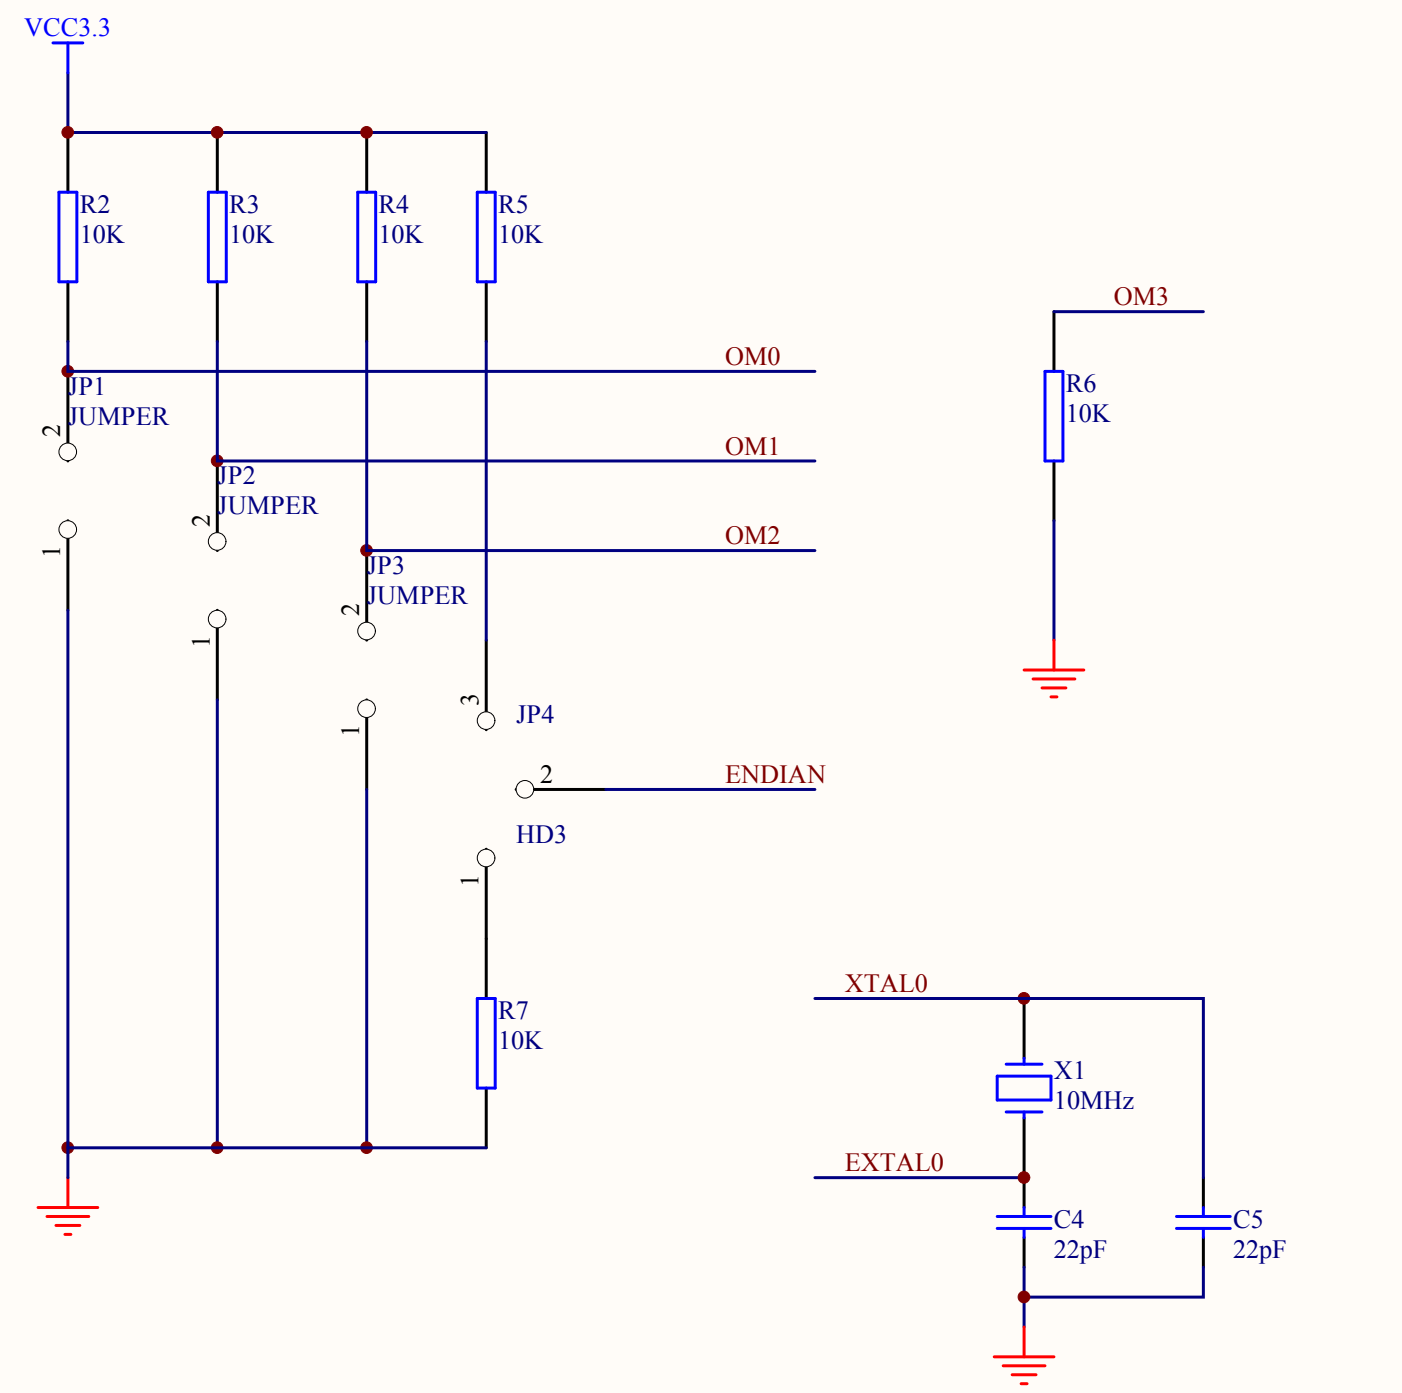 VCC3.3
R2
10K
R3
10K
R4
10K
R5
10K
OM3
OM0
R6
10K
JP1
JUMPER
2
OM1
JP2
JUMPER
2
1
OM2
JP3
JUMPER
2
1
3
JP4
1
2
ENDIAN
HD3
1
XTAL0
R7
10K
X1
10MHz
EXTAL0
C4
22pF
C5
22pF